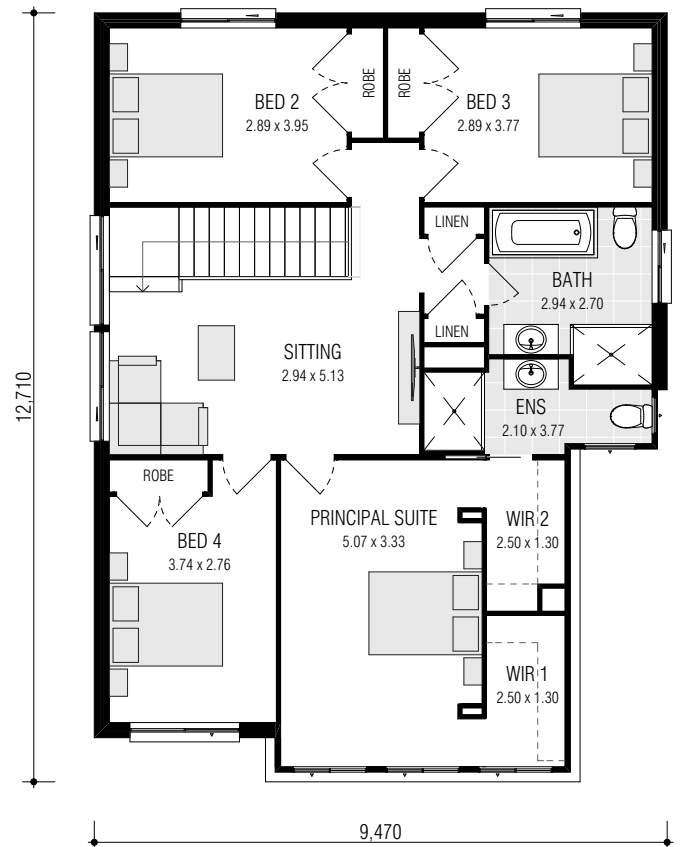 BED 2
2.89 x 3.95
ROBE
ROBE
BED 3
2.89 x 3.77
LINEN
BATH
2.94 x 2.70
LINEN
SITTING
2.94 x 5.13
ENS
2.10 x 3.77
12,710
ROBE
BED 4
3.74 x 2.76
PRINCIPAL SUITE
5.07 x 3.33
WIR 2
2.50 x 1.30
WIR 1
2.50 x 1.30
9,470